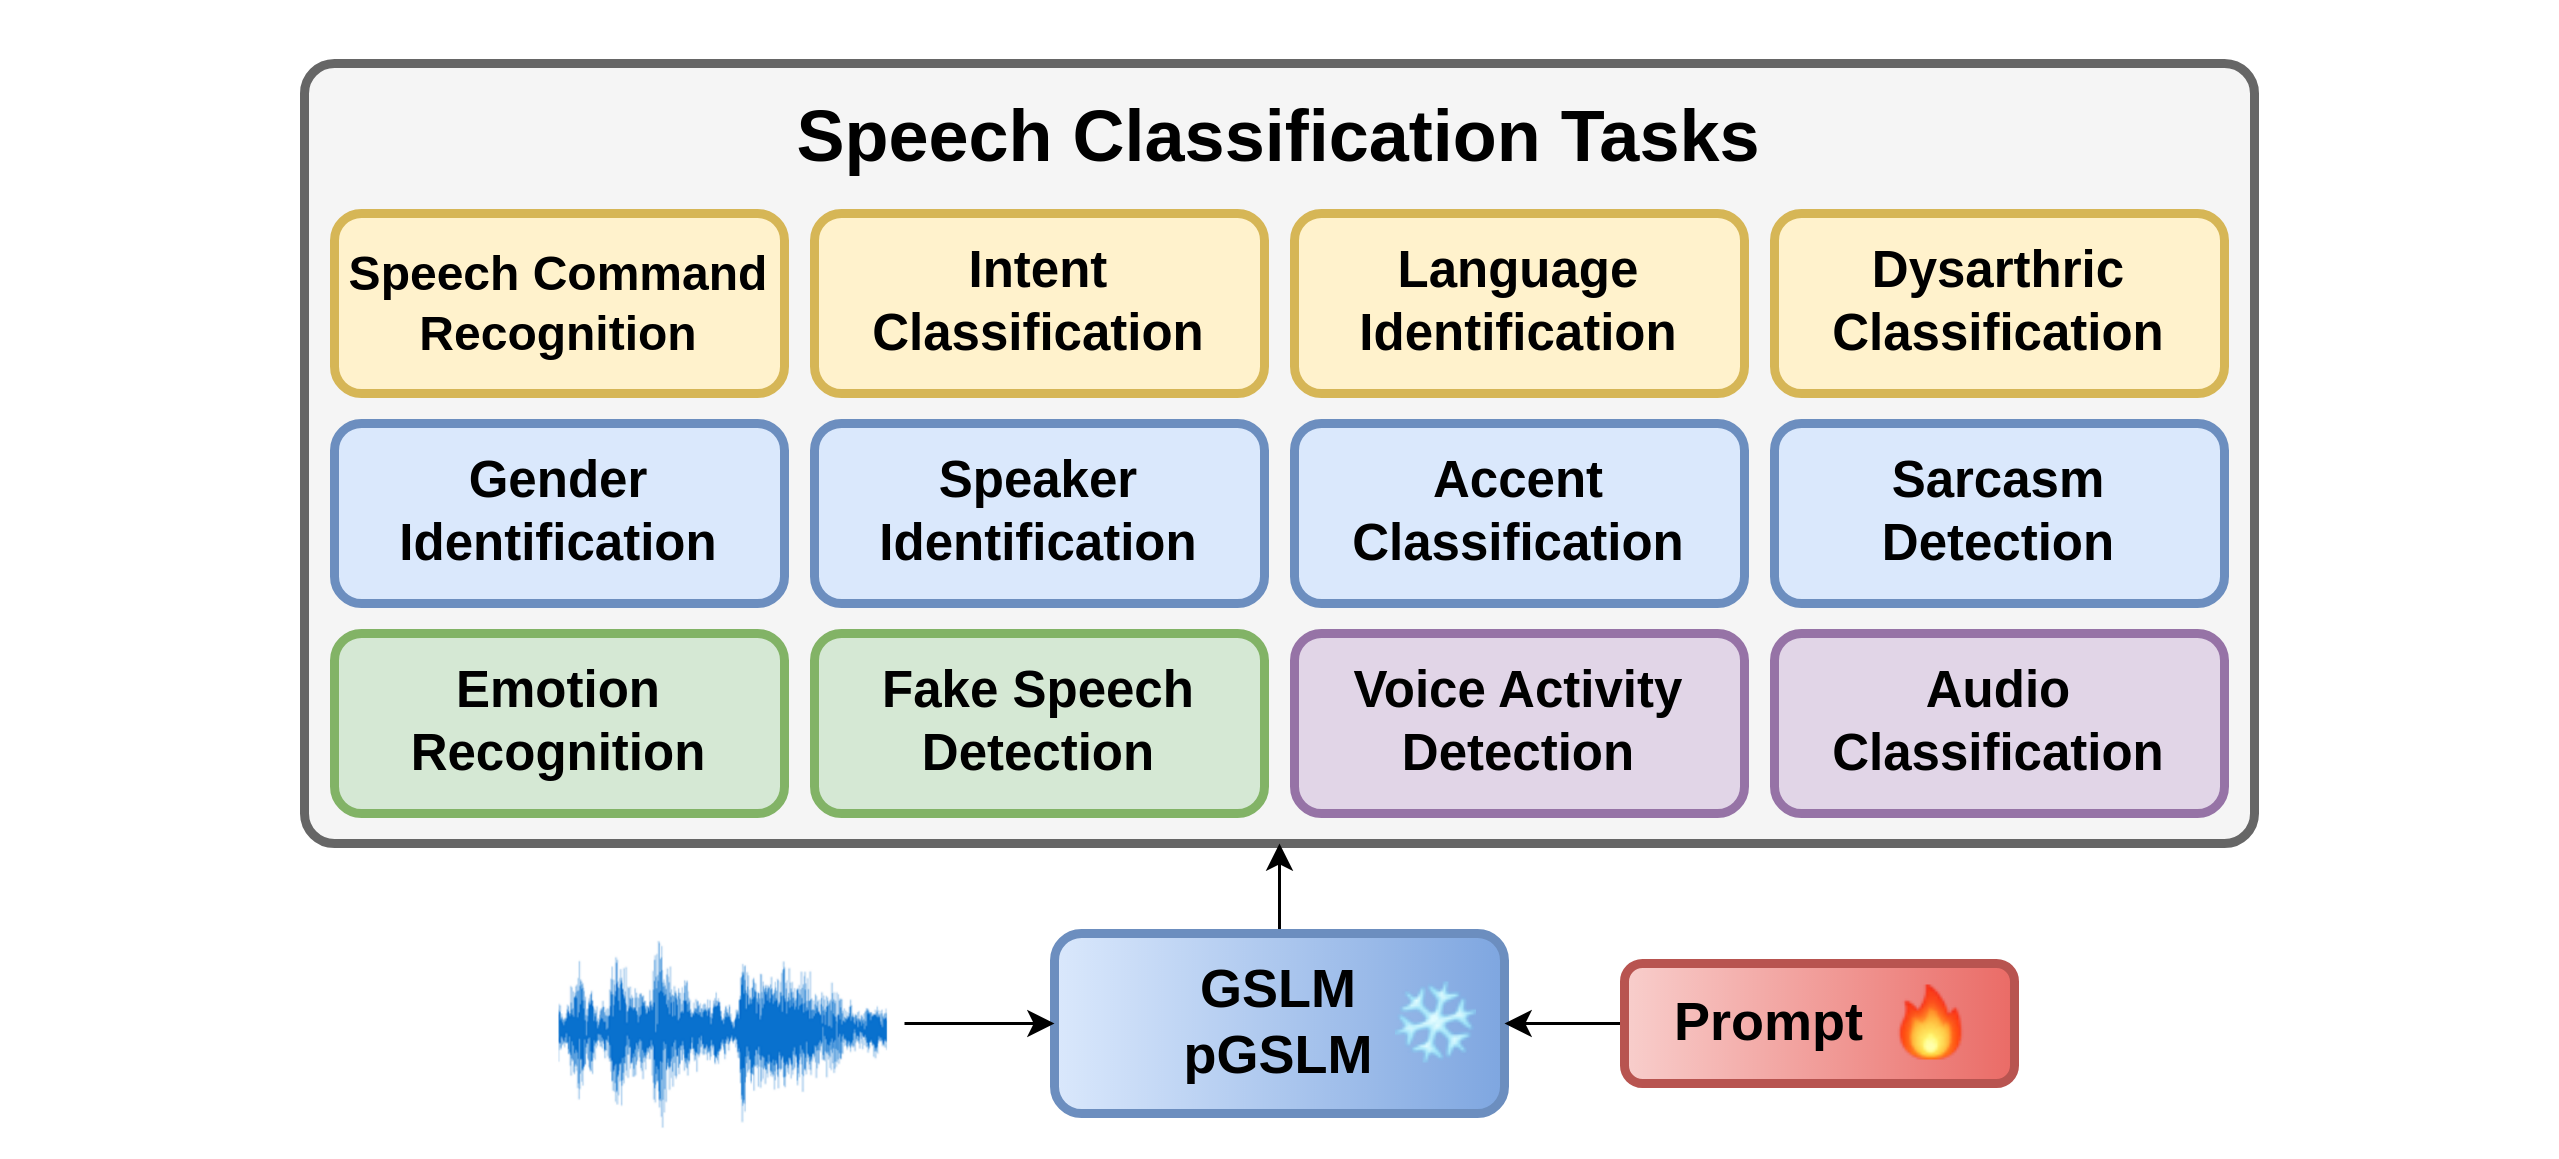 Speech Classification Tasks
Speech Command
Recognition
Intent
Classification
Language
Identification
Dysarthric
Classification
Gender
Identification
Speaker
Identification
Accent
Classification
Sarcasm
Detection
Emotion
Recognition
Fake Speech
Detection
Voice Activity
Detection
Audio
Classification
GSLM
pGSLM
Prompt